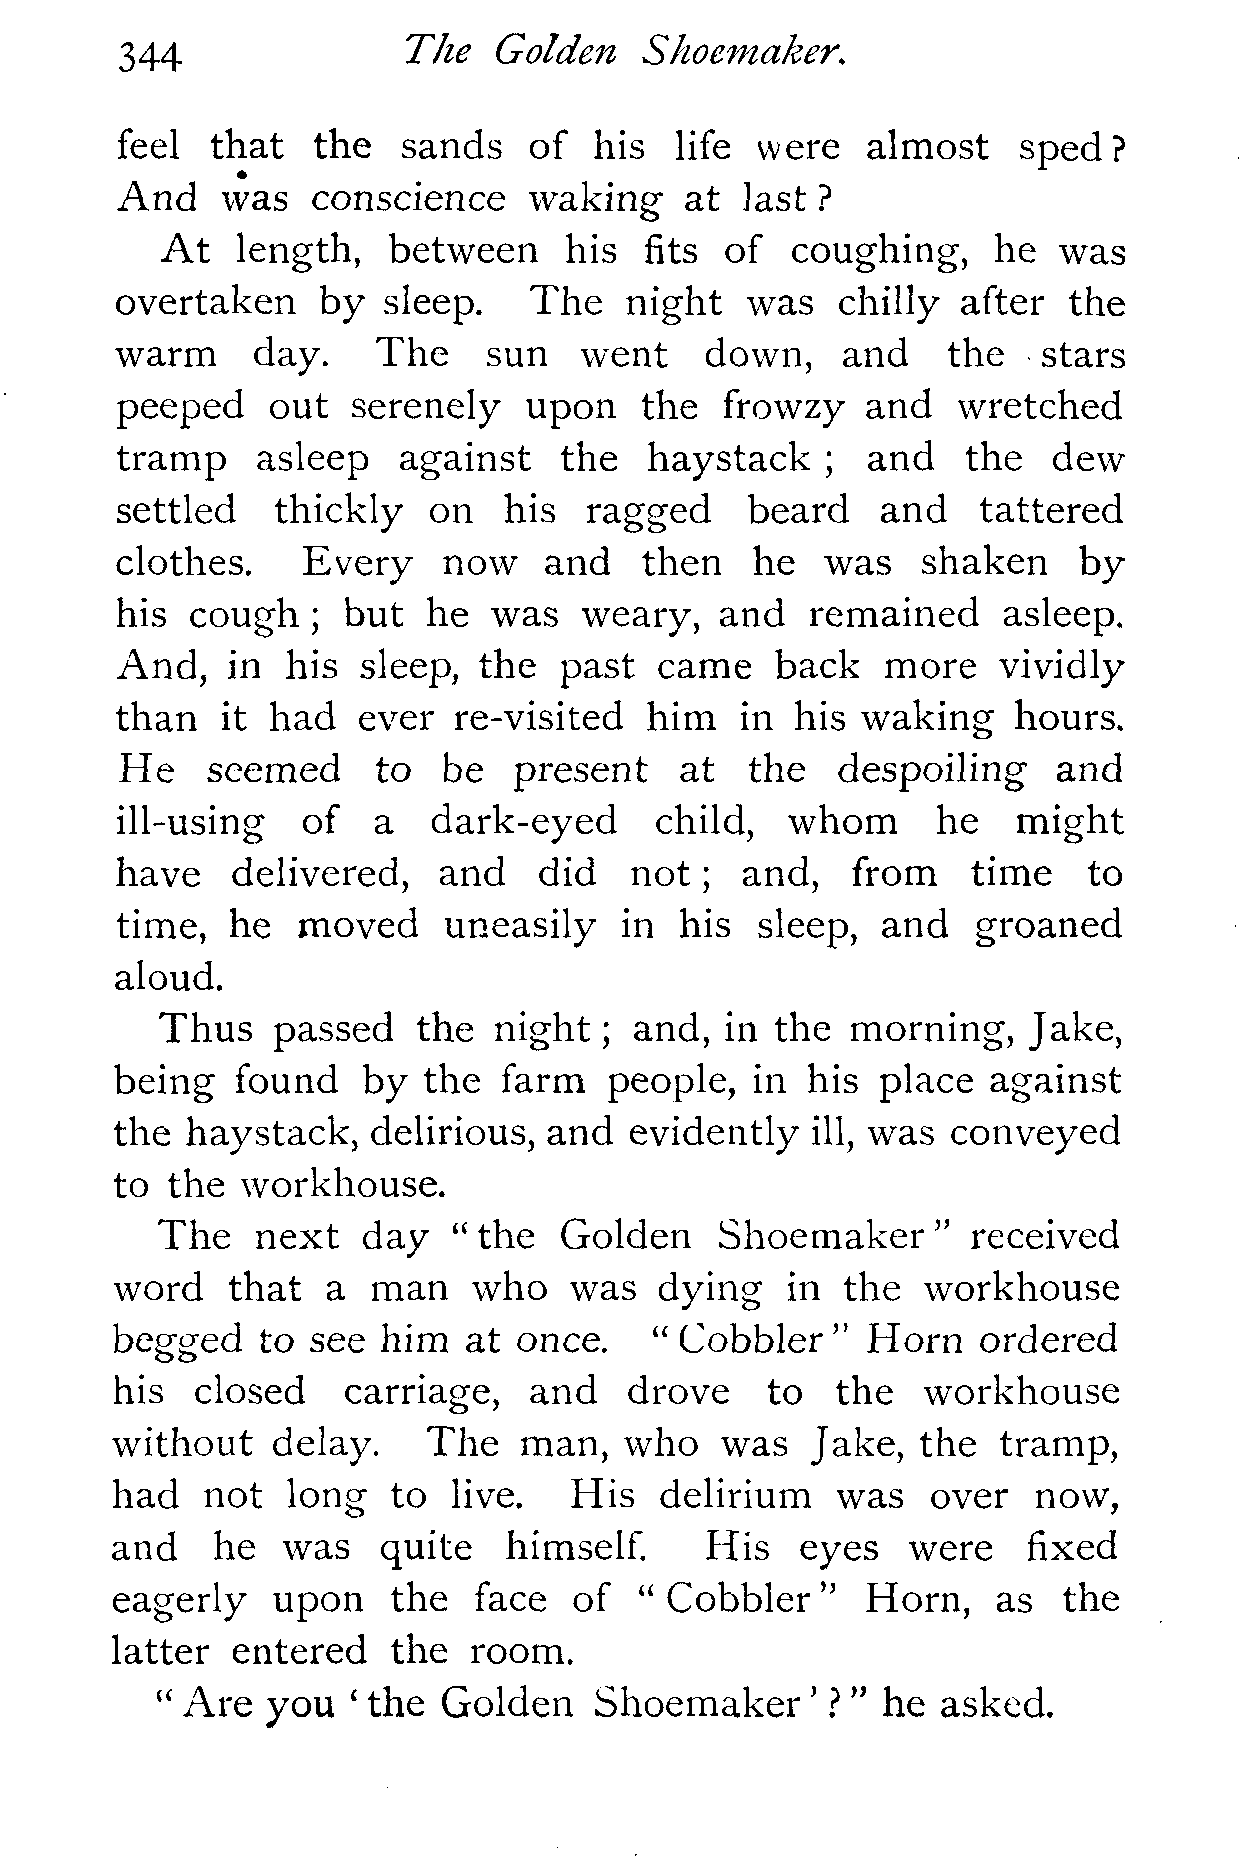 344 The Golden Shoemaker.
feel that the sands of his life were almost sped?
And was conscience waking at last?
At length, between his fits of coughing, he was
overtaken by sleep. The night was chilly after the
warm day. The sun went down, and the stars
peeped out serenely upon the frowzy and wretched
tramp asleep against the haystack; and the dew
settled thickly on his ragged beard and tattered
clothes. Every now and then he was shaken by
his cough; but he was weary, and remained asleep.
And, in his sleep, the past came back more vividly
than it had ever re-visited him in his waking hours.
He seemed to be present at the despoiling and
ill-using of a dark-eyed child, whom he might
have delivered, and did not; and, from time to
time, he moved uneasily in his sleep, and groaned
aloud.
Thus passed the night; and, in the morning, Jake,
being found by the farm people, in his place against
the haystack, delirious, and evidently ill, was conveyed
to the workhouse.
The next day "the Golden Shoemaker" received
word that a man who was dying in the workhouse
begged to see him at once. "Cobbler" Horn ordered
his closed carriage, and drove to the workhouse
without delay. The man, who was Jake, the tramp,
had not long to live. His delirium was over now,
and he was quite himself. His eyes were fixed
eagerly upon the face of "Cobbler" Horn, as the
latter entered the room.
"Are you 'the Golden Shoemaker'?" he asked.